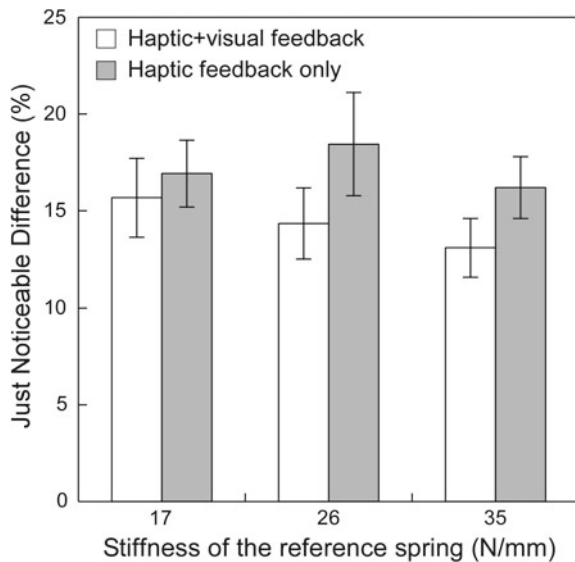 25
20
15
10
5
0
Just Noticeable Difference (%)
Haptic+visual feedback
Haptic feedback only
17
26
35
Stiffness of the reference spring (N/mm)